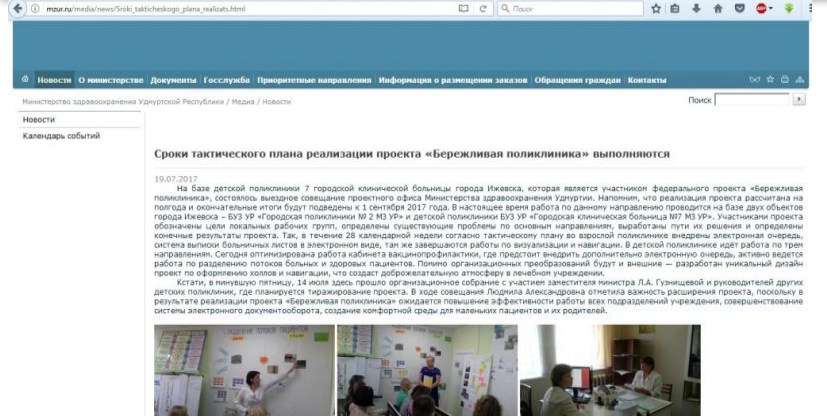 mzur.ru/media/news/Sroki_takticheskogo_plana_realizats.html
Поиск
Новости О министерстве Документы Госслужба Приоритетные направления Информация о размещении заказов Обращения граждан Контакты
Министерство здравоохранения Удмуртской Республики / Медиа / Новости
Поиск
Новости
Календарь событий
Сроки тактического плана реализации проекта «Бережливая поликлиника» выполняются
19.07.2017
На базе детской поликлиники 7 городской клинической больницы города Ижевска, которая является участником федерального проекта «Бережливая
поликлиника», состоялось выездное совещание проектного офиса Министерства здравоохранения Удмуртии. Напомним, что реализация проекта рассчитана на
полгода и окончательные итоги будут подведены к 1 сентября 2017 года. В настоящее время работа по данному направлению проводится на базе двух объектов
города Ижевска – БУЗ УР «Городская поликлиники № 2 МЗ УР» и детской поликлиники БУЗ УР «Городская клиническая больница №7 МЗ УР». Участниками проекта
обозначены цели локальных рабочих групп, определены существующие проблемы по основным направлениям, выработаны пути их решения и определены
конечные результаты проекта. Так, в течение 28 календарной недели согласно тактическому плану во взрослой поликлинике внедрены электронная очередь,
система выписки больничных листов в электронном виде, там же завершаются работы по визуализации и навигации. В детской поликлинике идёт работа по трем
направлениям. Сегодня оптимизирована работа кабинета вакцинопрофилактики, где предстоит внедрить дополнительно электронную очередь, активно ведется
работа по разделению потоков больных и здоровых пациентов. Помимо организационных преобразований будут и внешние — разработан уникальный дизайн
проект по оформлению холлов и навигации, что создаст доброжелательную атмосферу в лечебном учреждении.
Кстати, в минувшую пятницу, 14 июля здесь прошло организационное собрание с участием заместителя министра Л.А. Гузнищевой и руководителей других
детских поликлиник, где планируется тиражирование проекта. В ходе совещания Людмила Александровна отметила важность расширения проекта, поскольку в
результате реализации проекта «Бережливая поликлиника» ожидается повышение эффективности работы всех подразделений учреждения, совершенствование
системы электронного документооборота, создание комфортной среды для маленьких пациентов и их родителей.